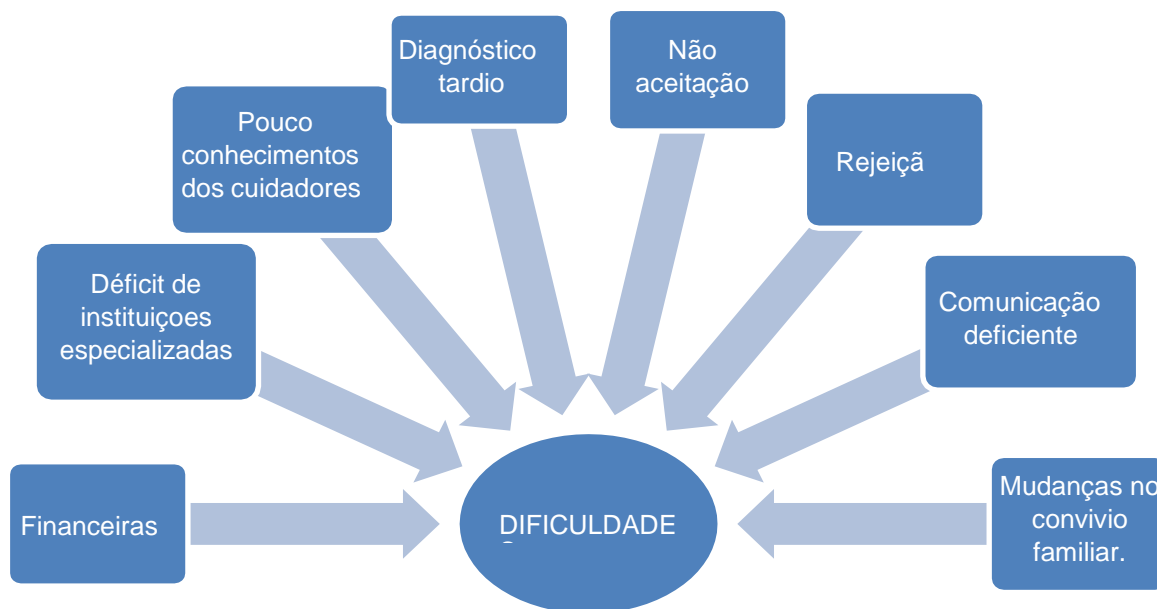 Diagnóstico
tardio
Não
aceitação
Pouco
conhecimentos
dos cuidadores
Rejeiçã
Déficit de
instituiçoes
especializadas
Comunicação
deficiente
Financeiras
DIFICULDADE
Mudanças no
convivio
familiar.